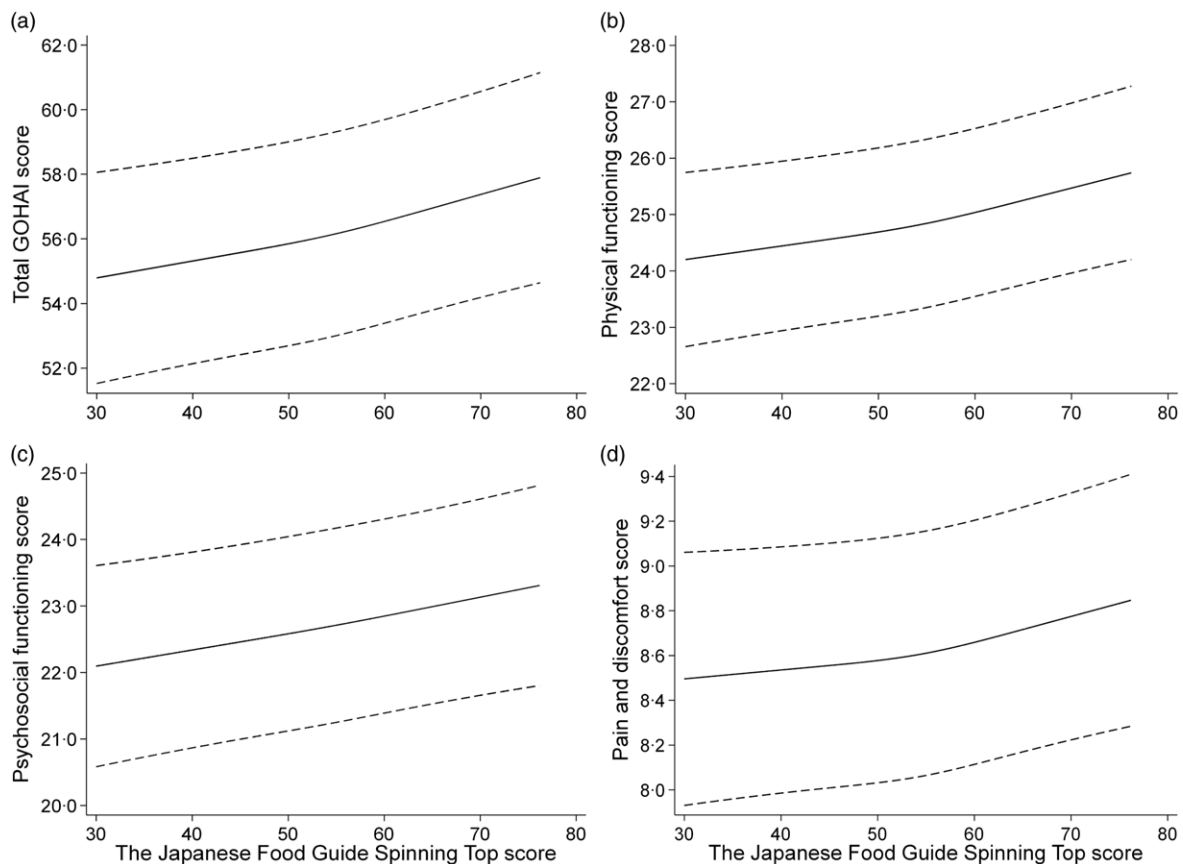 (a)
Total GOHAI score
62·0
60·0
58·0
56·0
54·0
52·0
30 40 50 60 70 80
(b)
Physical functioning score
28·0
27·0
26·0
25·0
24·0
23·0
22·0
30 40 50 60 70 80
(c)
Psychosocial functioning score
25·0
24·0
23·0
22·0
21·0
20·0
30 40 50 60 70 80
The Japanese Food Guide Spinning Top score
(d)
Pain and discomfort score
9·4
9·2
9·0
8·8
8·6
8·4
8·2
8·0
30 40 50 60 70 80
The Japanese Food Guide Spinning Top score